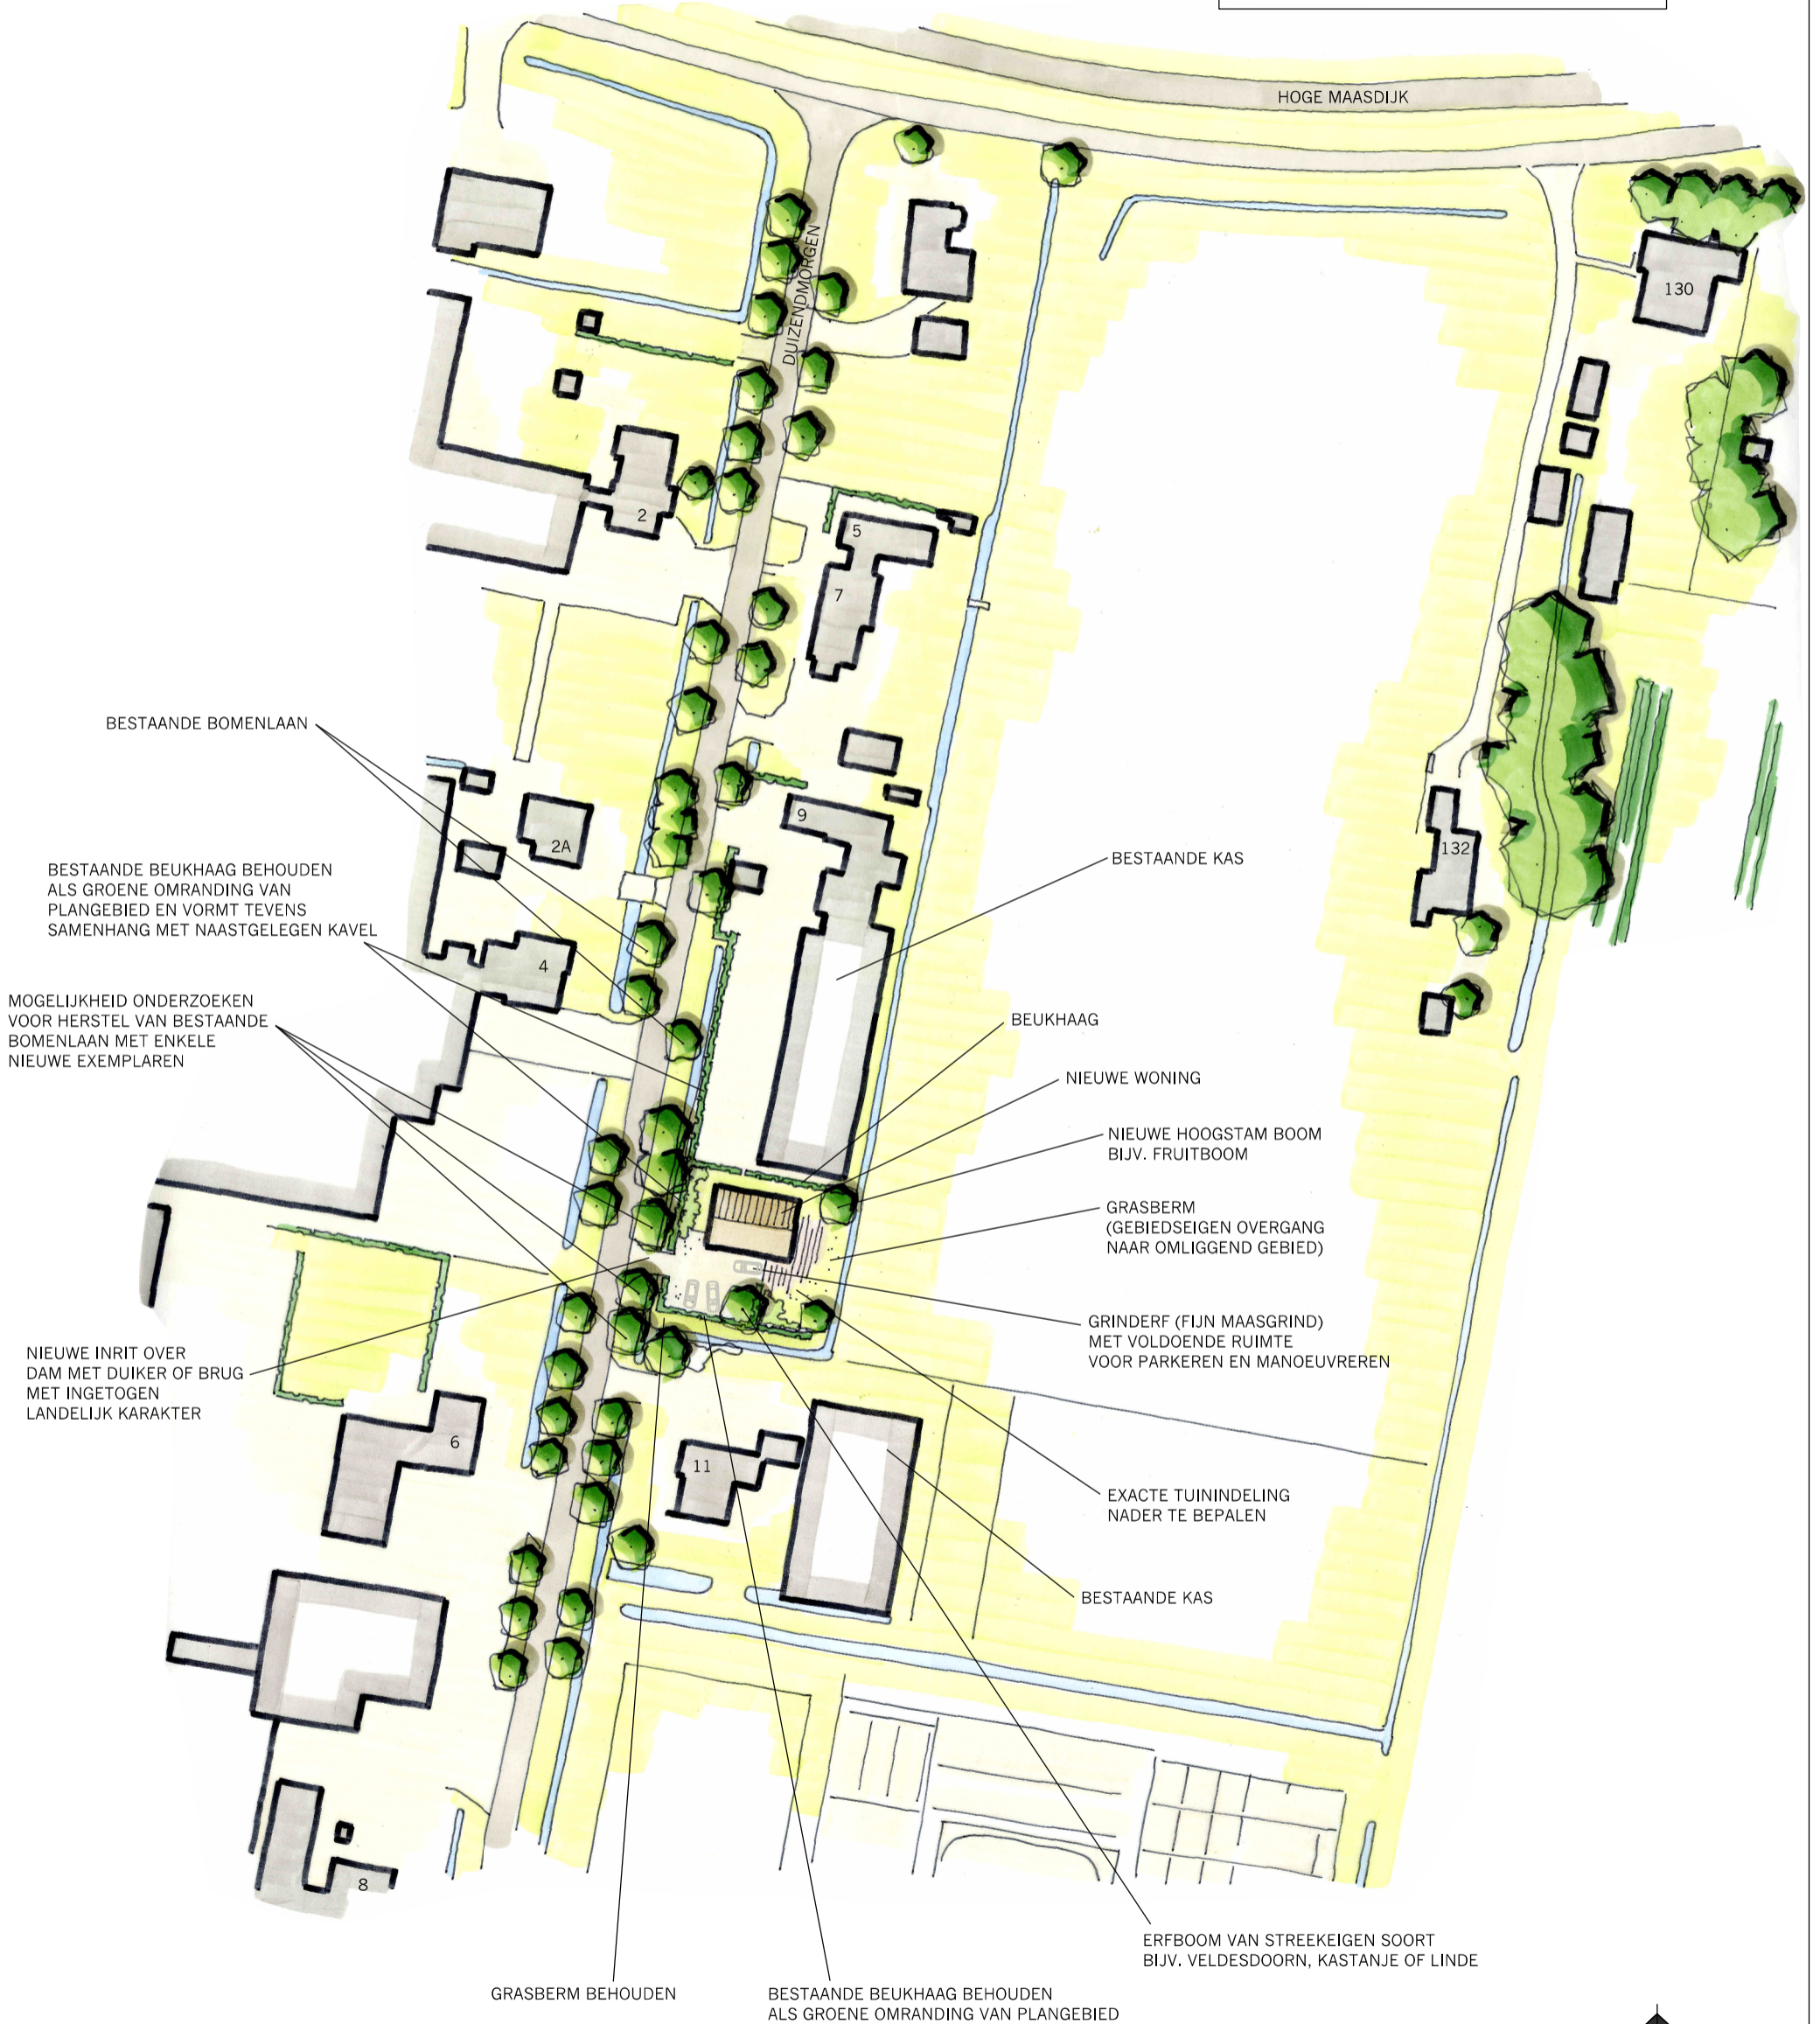 HOGE MAASDIJK
DUIZENDMORGEN
130
2
5
7
BESTAANDE BOMENLAAN
9
2A
132
BESTAANDE KAS
BESTAANDE BEUKHAAG BEHOUDEN
ALS GROENE OMRANDING VAN
PLANGEBIED EN VORMT TEVENS
SAMENHANG MET NAASTGELEGEN KAVEL
4
MOGELIJKHEID ONDERZOEKEN
VOOR HERSTEL VAN BESTAANDE
BOMENLAAN MET ENKELE
NIEUWE EXEMPLAREN
BEUKHAAG
NIEUWE WONING
NIEUWE HOOGSTAM BOOM
BIJV. FRUITBOOM
GRASBERM
(GEBIEDSEIGEN OVERGANG
NAAR OMLIGGEND GEBIED)
GRINDERF (FIJN MAASGRIND)
MET VOLDOENDE RUIMTE
VOOR PARKEREN EN MANOEUVREREN
NIEUWE INRIT OVER
DAM MET DUIKER OF BRUG
MET INGETOGEN
LANDELIJK KARAKTER
6
11
EXACTE TUININDELING
NADER TE BEPALEN
BESTAANDE KAS
8
ERFBOOM VAN STREEKEIGEN SOORT
BIJV. VELDESDOORN, KASTANJE OF LINDE
GRASBERM BEHOUDEN
BESTAANDE BEUKHAAG BEHOUDEN
ALS GROENE OMRANDING VAN PLANGEBIED